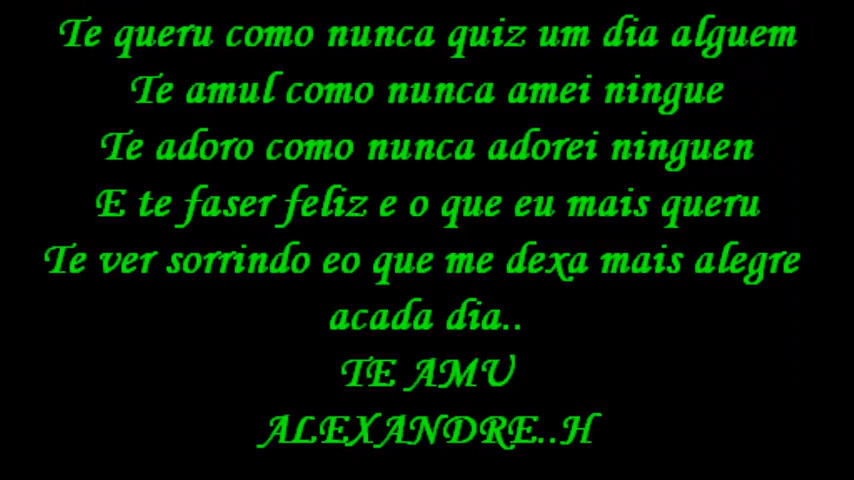 Te queru como nunca quiz um dia alguem
Te amul como nunca amei ningue
Te adoro como nunca adorei ninguen
E te faser feliz e o que eu mais queru
Te ver sorrindo eo que me dexa mais alegre
acada dia..
TE AMU
ALEXANDRE..H